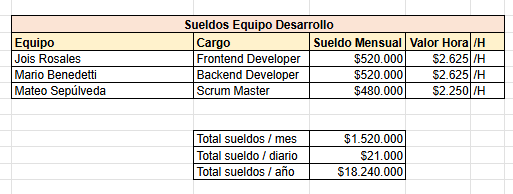 Sueldos Equipo Desarrollo
Equipo Cargo Sueldo Mensual Valor Hora /H
Jois Rosales Frontend Developer $520.000 $2.625 /H
Mario Benedetti Backend Developer $520.000 $2.625 /H
Mateo Sepúlveda Scrum Master $480.000 $2.250 /H
Total sueldos / mes $1.520.000
Total sueldo / diario $21.000
Total sueldos / año $18.240.000